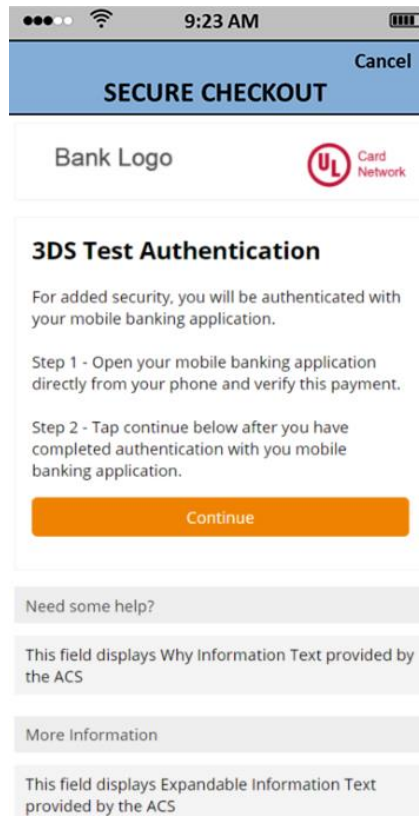 9:23 AM
Cancel
SECURE CHECKOUT
Bank Logo
UL
Card
Network
3DS Test Authentication
For added security, you will be authenticated with
your mobile banking application.
Step 1 - Open your mobile banking application
directly from your phone and verify this payment.
Step 2 - Tap continue below after you have
completed authentication with you mobile
banking application.
Continue
Need some help?
This field displays Why Information Text provided by
the ACS
More Information
This field displays Expandable Information Text
provided by the ACS